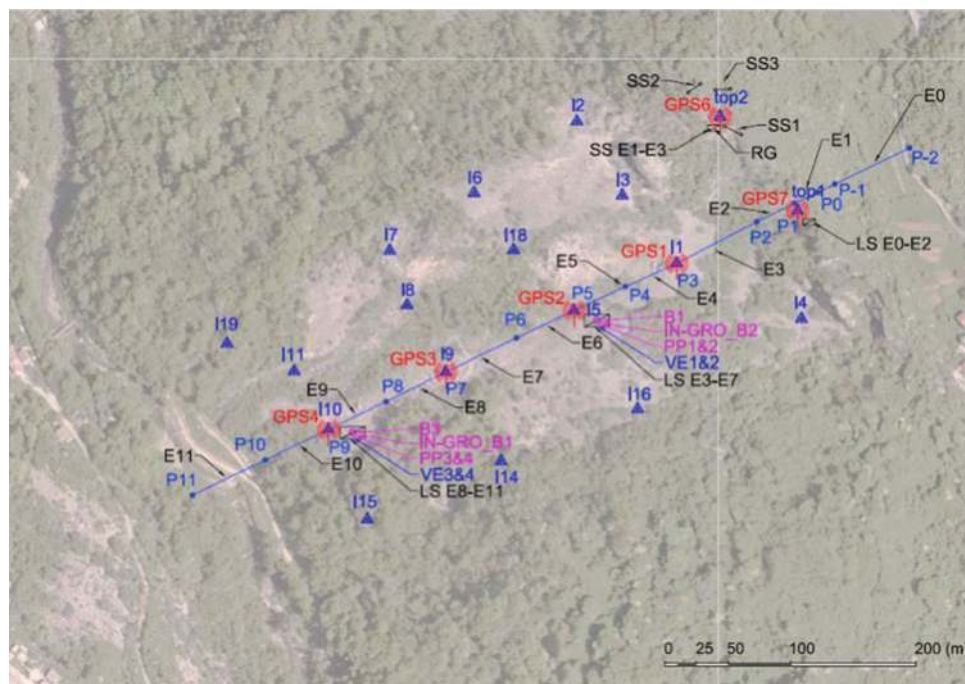 SS3
SS2
top2
E0
GPS6
I2
SS1
E1
SS E1-E3
RG
P-2
P-1
I6
I3
top1
P0
GPS7
E2
P1
P2
LS E0-E2
I7
I18
I1
GPS1
E5
E3
P3
I8
P5
P4
E4
GPS2
I5
I4
B1
P6
IN-GRO_B2
I19
E6
PP1&2
VE1&2
I11
I9
GPS3
E7
LS E3-E7
P8
P7
E9
E8
I16
I10
GPS4
B3
P10
P9
IN-GRO_B1
E11
E10
PP3&4
I14
VE3&4
P11
LS E8-E11
I15
0 25 50 100 200 (m